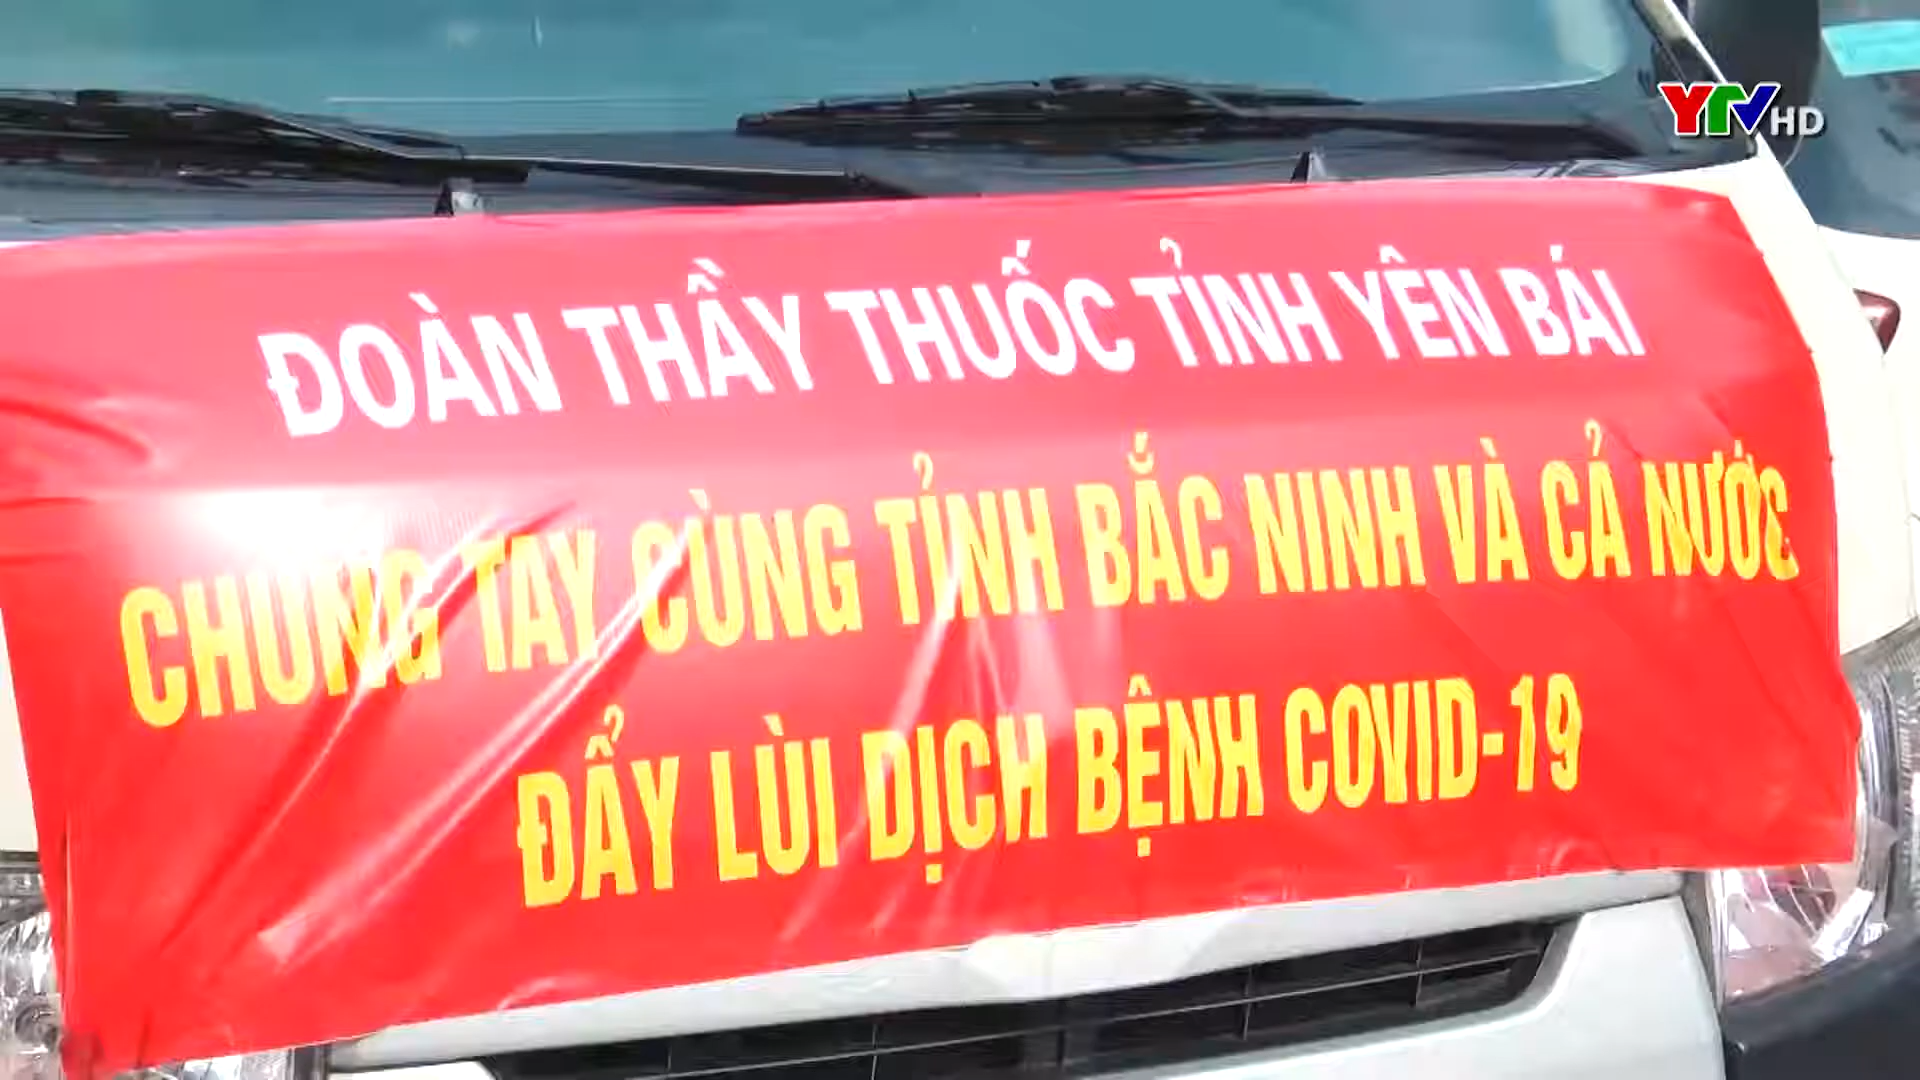 YTV HD
ĐOÀN THẦY THUỐC TỈNH YÊN BÁI
CHUNG TAY CÙNG TỈNH BẮC NINH VÀ CẢ NƯỚC
ĐẨY LÙI DỊCH BỆNH COVID-19